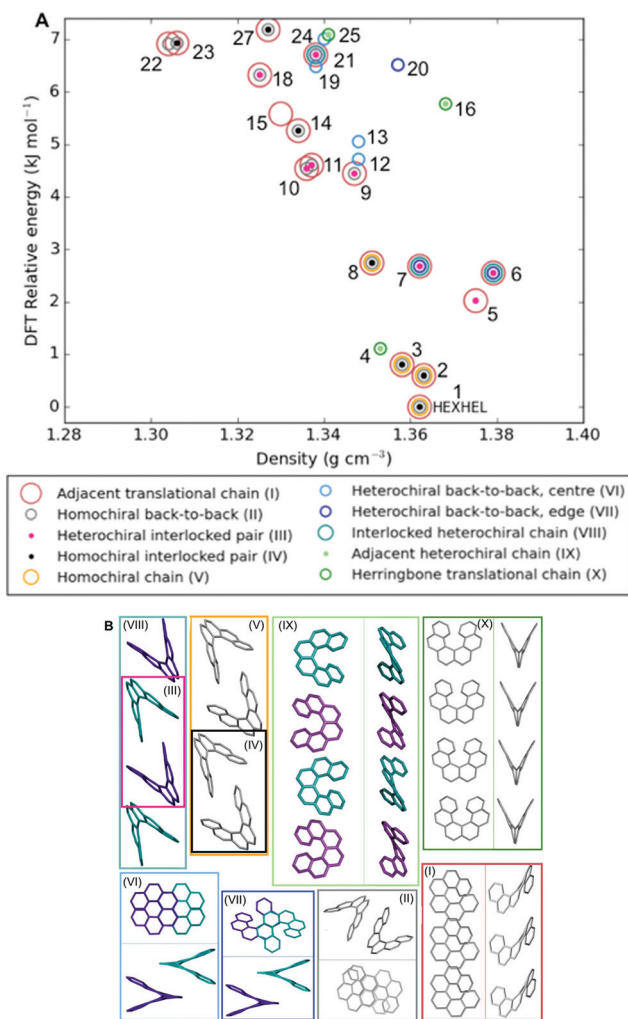 A
DFT Relative energy (kJ mol⁻¹)
7
6
5
4
3
2
1
0
22
23
27
24
25
21
19
20
18
16
15
14
13
12
11
10
9
8
7
6
5
4
3
2
1
HEXHEL
1.28
1.30
1.32
1.34
1.36
1.38
1.40
Density (g cm⁻³)
Adjacent translational chain (I)
Homochiral back-to-back (II)
Heterochiral interlocked pair (III)
Homochiral interlocked pair (IV)
Homochiral chain (V)
Heterochiral back-to-back, centre (VI)
Heterochiral back-to-back, edge (VII)
Interlocked heterochiral chain (VIII)
Adjacent heterochiral chain (IX)
Herringbone translational chain (X)
B
(VIII)
(III)
(V)
(IV)
(IX)
(X)
(VI)
(VII)
(II)
(I)